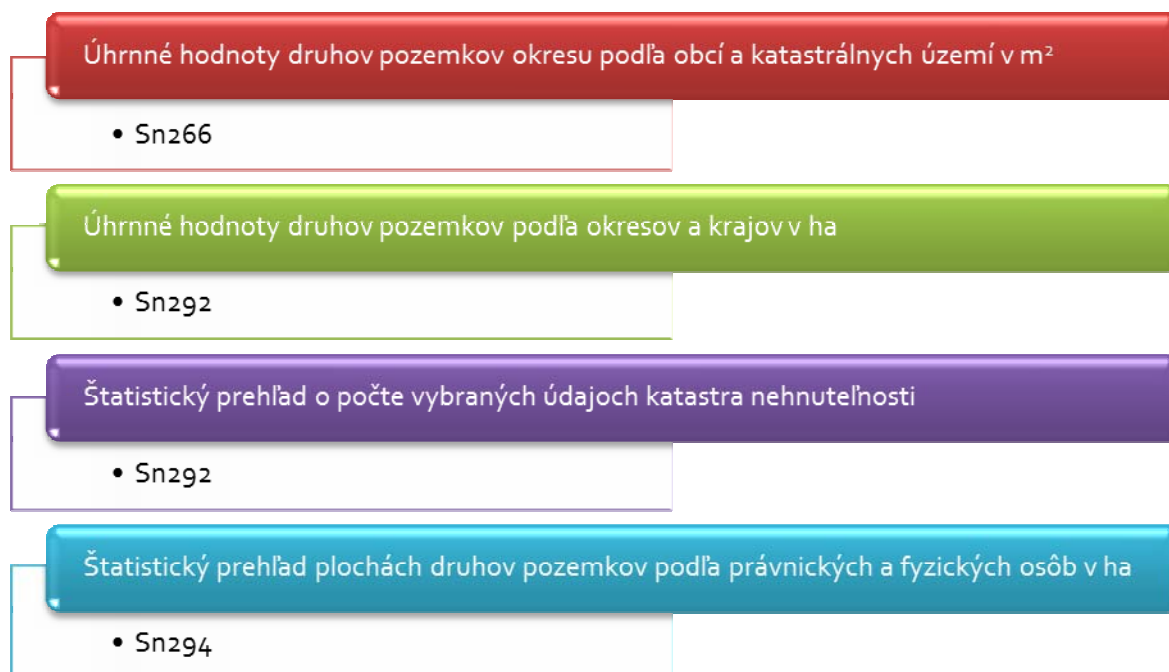 Úhrnné hodnoty druhov pozemkov okresu podľa obcí a katastrálnych území v m²
• Sn266
Úhrnné hodnoty druhov pozemkov podľa okresov a krajov v ha
• Sn292
Štatistický prehľad o počte vybraných údajoch katastra nehnuteľnosti
• Sn292
Štatistický prehľad plochách druhov pozemkov podľa právnických a fyzických osôb v ha
• Sn294